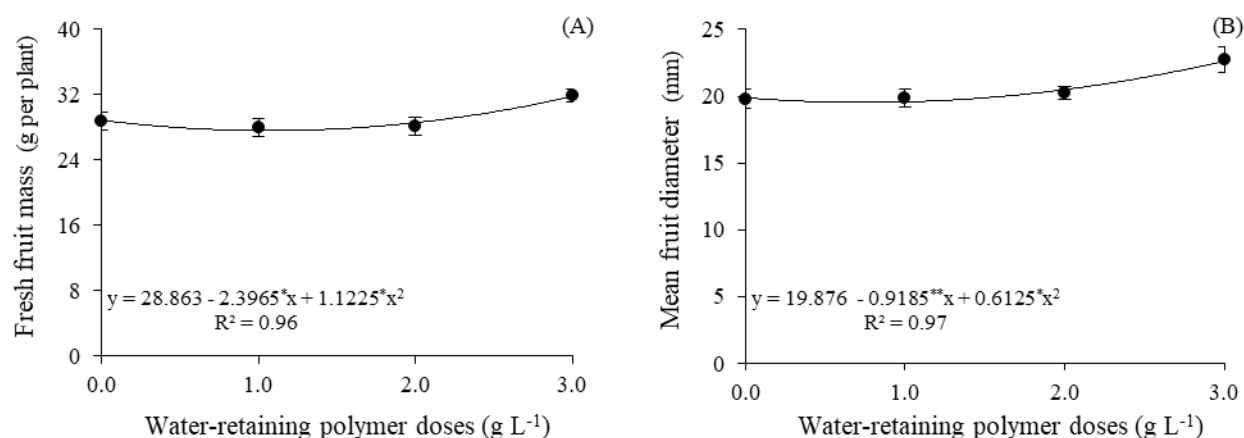 (A)
Fresh fruit mass (g per plant)
40
32
24
16
8
0
y = 28.863 - 2.3965*x + 1.1225*x²
R² = 0.96
0.0 1.0 2.0 3.0
Water-retaining polymer doses (g L⁻¹)
(B)
Mean fruit diameter (mm)
25
20
15
10
5
0
y = 19.876 - 0.9185**x + 0.6125*x²
R² = 0.97
0.0 1.0 2.0 3.0
Water-retaining polymer doses (g L⁻¹)